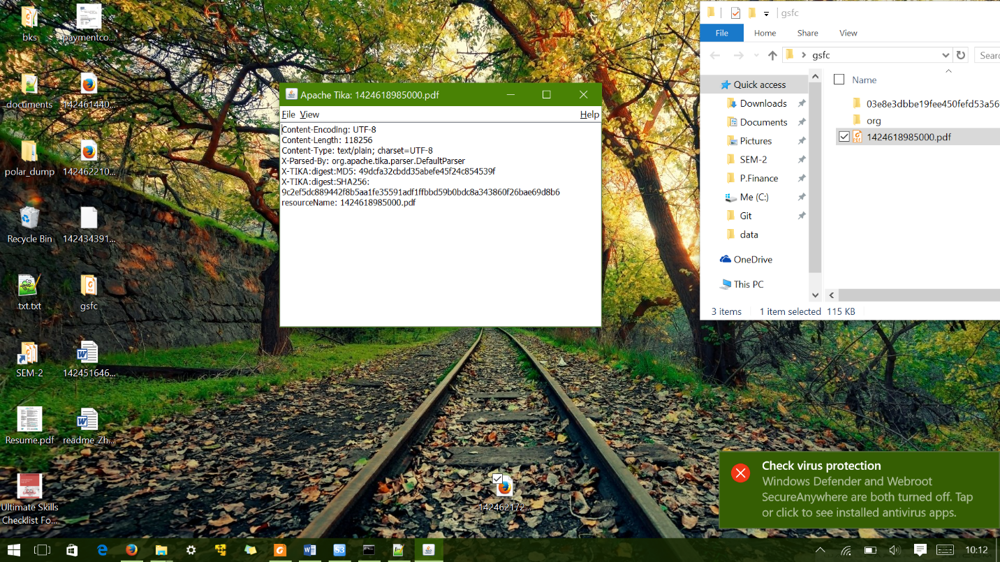 bks
paymentco...
documents
142461440...
polar_dump
142462210...
Recycle Bin
142434391...
txt.txt
gsfc
SEM-2
142451646...
Resume.pdf
readme_Zh...
Ultimate Skills
Checklist Fo...
Apache Tika: 1424618985000.pdf
File View
Help
Content-Encoding: UTF-8
Content-Length: 118256
Content-Type: text/plain; charset=UTF-8
X-Parsed-By: org.apache.tika.parser.DefaultParser
X-TIKA:digest:MD5: 49dcfa32cbdd35abefe45f24c854539f
X-TIKA:digest:SHA256:
9c2ef5dc889442f8b5aa1fe35591adf1ffbbd59b0bdc8a343860f26bae69d8b6
resourceName: 1424618985000.pdf
142462172...
gsfc
File
Home
Share
View
gsfc
Searc
Quick access
Downloads
Documents
Pictures
SEM-2
P.Finance
Me (C:)
Git
data
OneDrive
This PC
Name
03e8e3dbbe19fee450fefd53a56
org
1424618985000.pdf
3 items
1 item selected 115 KB
Check virus protection
Windows Defender and Webroot
SecureAnywhere are both turned off. Tap
or click to see installed antivirus apps.
10:12